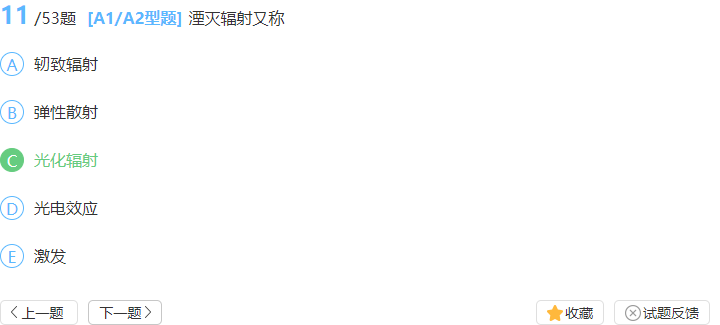 11 /53题 [A1/A2型题] 湮灭辐射又称
A 轫致辐射
B 弹性散射
C 光化辐射
D 光电效应
E 激发
上一题 下一题 收藏 试题反馈